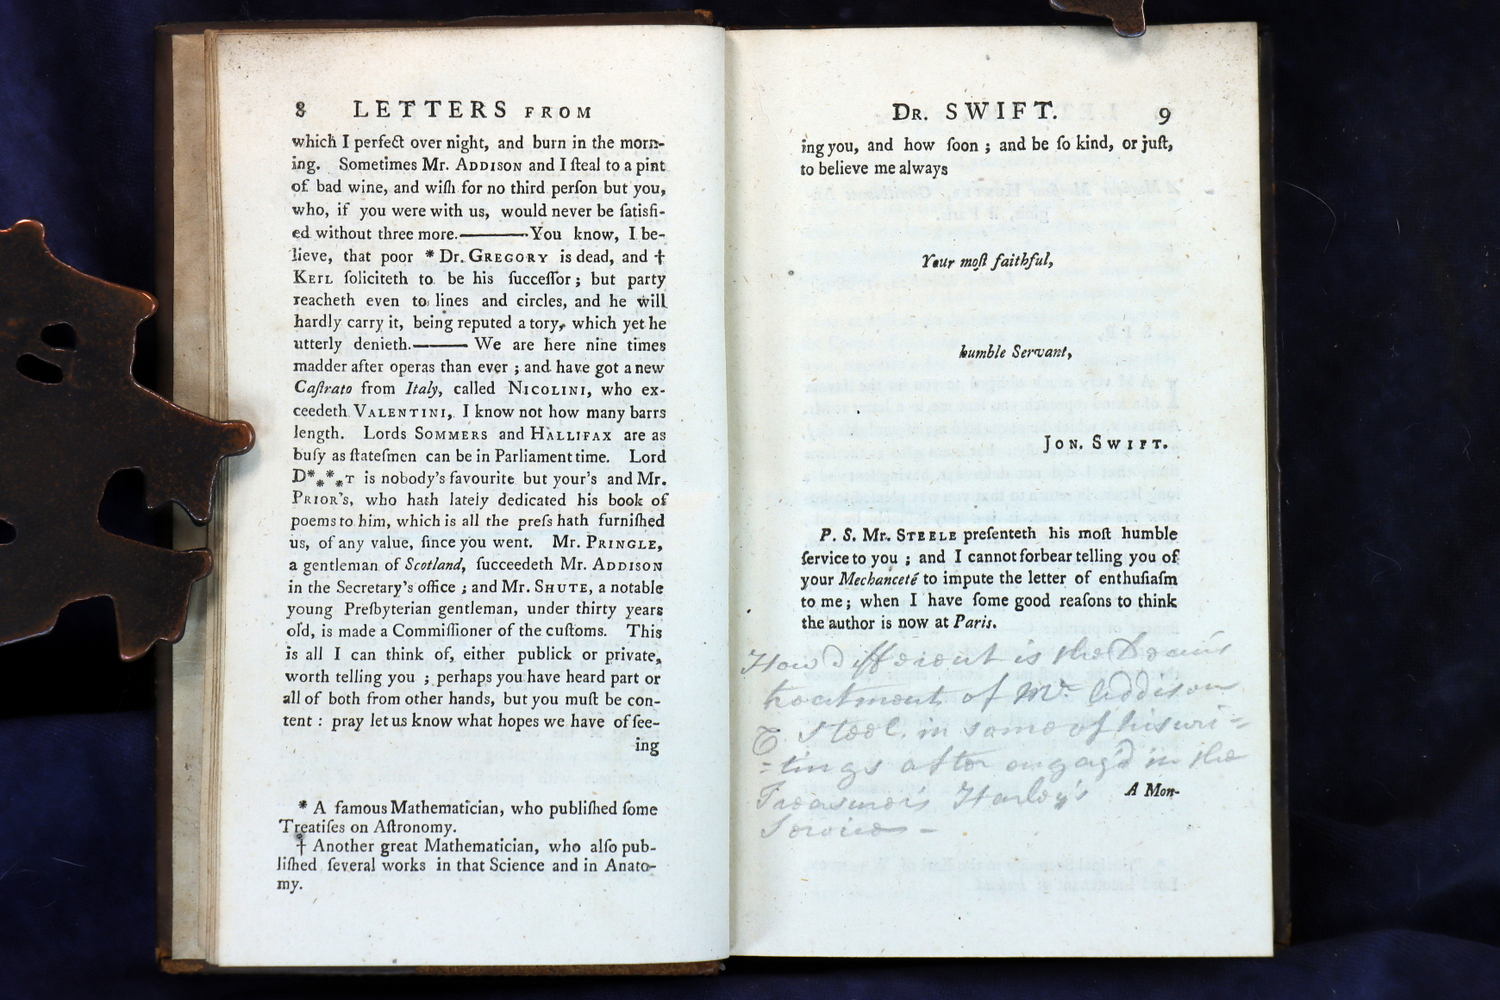 8 LETTERS FROM
which I perfect over night, and burn in the morn-
ing. Sometimes Mr. ADDISON and I ſteal to a pint
of bad wine, and wiſh for no third perſon but you,
who, if you were with us, would never be ſatisfi-
ed without three more.———You know, I be-
lieve, that poor * Dr. GREGORY is dead, and †
KEIL ſoliciteth to be his ſucceſſor; but party
reacheth even to lines and circles, and he will
hardly carry it, being reputed a tory, which yet he
utterly denieth.——— We are here nine times
madder after operas than ever; and have got a new
Caſtrato from Italy, called NICOLINI, who ex-
ceedeth VALENTINI, I know not how many barrs
length. Lords SOMMERS and HALLIFAX are as
buſy as ſtateſmen can be in Parliament time. Lord
D****T is nobody's favourite but your's and Mr.
PRIOR's, who hath lately dedicated his book of
poems to him, which is all the preſs hath furniſhed
us, of any value, ſince you went. Mr. PRINGLE,
a gentleman of Scotland, ſucceedeth Mr. ADDISON
in the Secretary's office; and Mr. SHUTE, a notable
young Preſbyterian gentleman, under thirty years
old, is made a Commiſſioner of the cuſtoms. This
is all I can think of, either publick or private,
worth telling you; perhaps you have heard part or
all of both from other hands, but you muſt be con-
tent: pray let us know what hopes we have of ſee-
ing
* A famous Mathematician, who publiſhed ſome
Treatiſes on Aſtronomy.
† Another great Mathematician, who alſo pub-
liſhed ſeveral works in that Science and in Anato-
my.
DR. SWIFT. 9
ing you, and how ſoon; and be ſo kind, or juſt,
to believe me always
Your moſt faithful,
humble Servant,
JON. SWIFT.
P. S. Mr. STEELE preſenteth his moſt humble
ſervice to you; and I cannot forbear telling you of
your Mechanceté to impute the letter of enthuſiaſm
to me; when I have ſome good reaſons to think
the author is now at Paris.
How different is the Dean's
treatment of Mr. Addison
& Steel. in some of his wri=
=tings after engag'd in the
Treasurer's Harley's
Service –
A Mon-